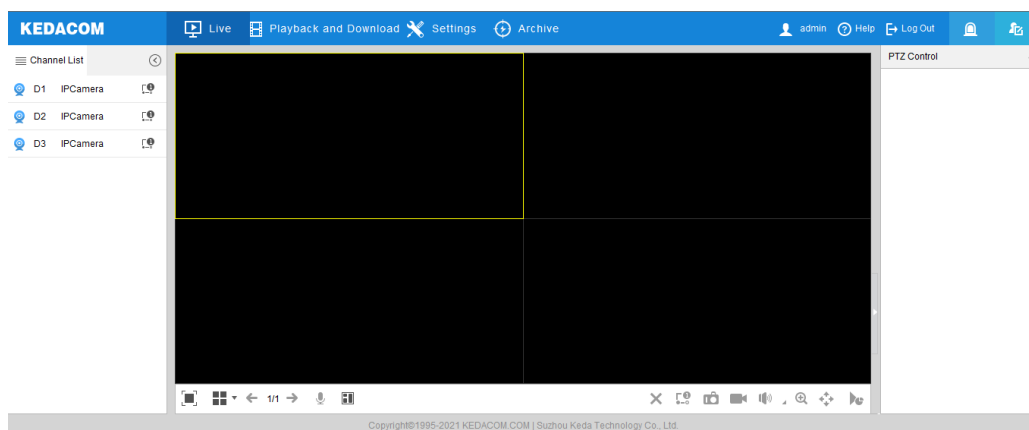 KEDACOM Live Playback and Download Settings Archive admin Help Log Out
Channel List
PTZ Control
D1 IPCamera
D2 IPCamera
D3 IPCamera
1/1
Copyright©1995-2021 KEDACOM.COM | Suzhou Keda Technology Co., Ltd.